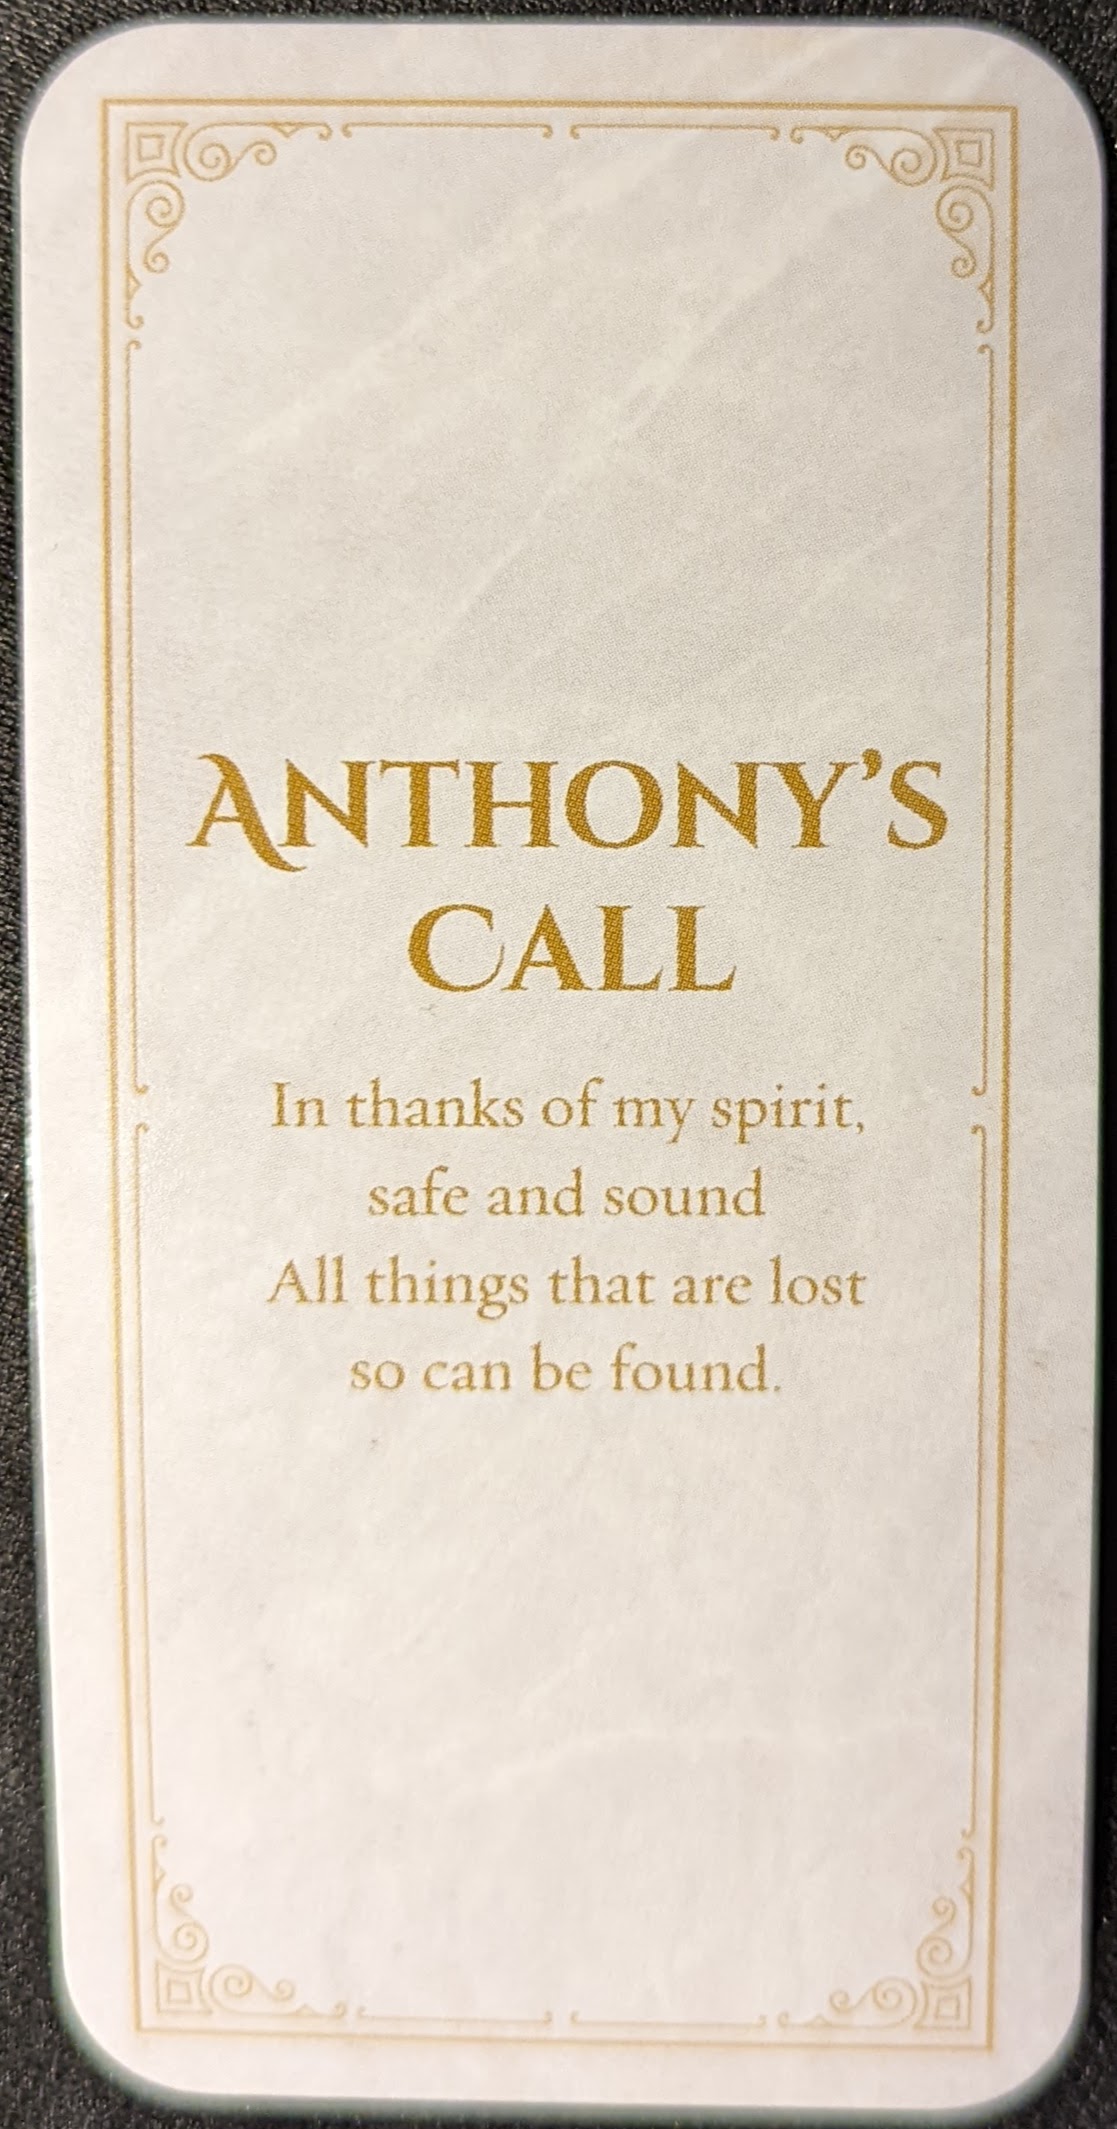 ANTHONY'S
CALL
In thanks of my spirit,
safe and sound
All things that are lost
so can be found.